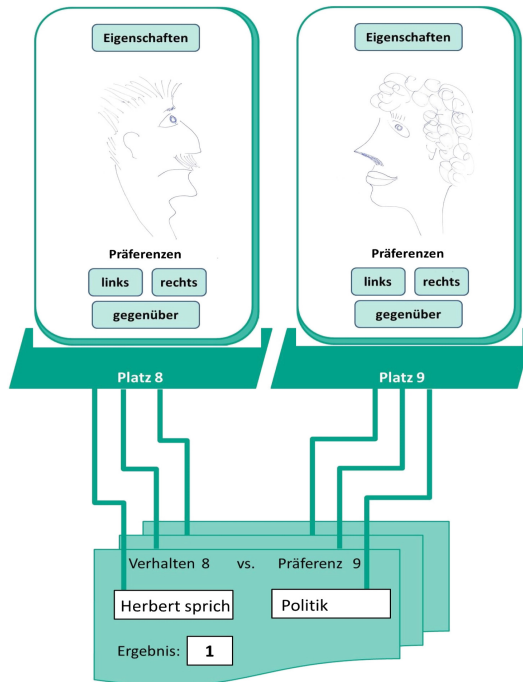 Eigenschaften
Präferenzen
links rechts
gegenüber
Platz 8
Eigenschaften
Präferenzen
links rechts
gegenüber
Platz 9
Verhalten 8 vs. Präferenz 9
Herbert sprich Politik
Ergebnis: 1